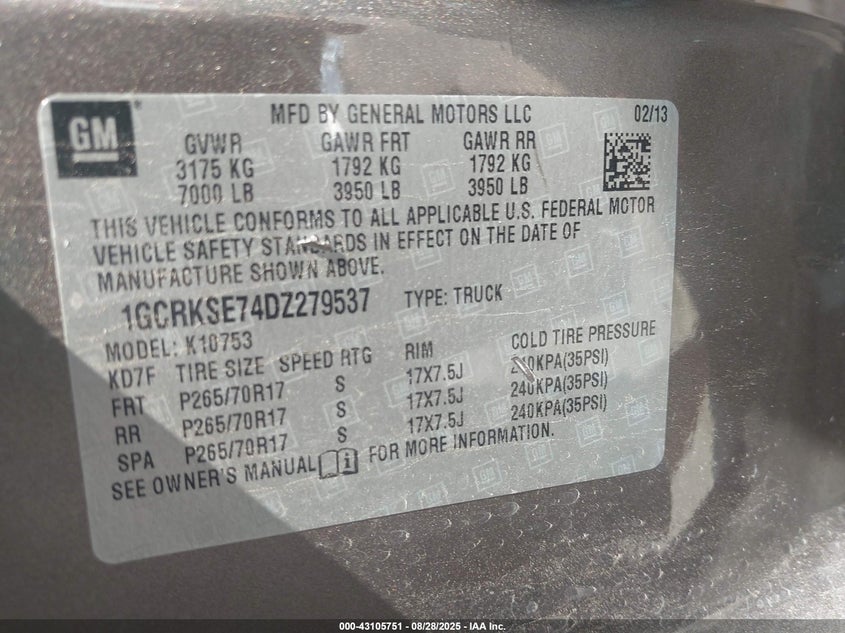 GM
MFD BY GENERAL MOTORS LLC 02/13
GVWR GAWR FRT GAWR RR
3175 KG 1792 KG 1792 KG
7000 LB 3950 LB 3950 LB
THIS VEHICLE CONFORMS TO ALL APPLICABLE U.S. FEDERAL MOTOR
VEHICLE SAFETY STANDARDS IN EFFECT ON THE DATE OF
MANUFACTURE SHOWN ABOVE.
1GCRKSE74DZ279537 TYPE: TRUCK
MODEL: K10753
KD7F TIRE SIZE SPEED RTG RIM COLD TIRE PRESSURE
FRT P265/70R17 S 17X7.5J 240KPA(35PSI)
RR P265/70R17 S 17X7.5J 240KPA(35PSI)
SPA P265/70R17 S 17X7.5J 240KPA(35PSI)
SEE OWNER'S MANUAL FOR MORE INFORMATION.
000-43105751 | 08/28/2025 | IAA Inc.